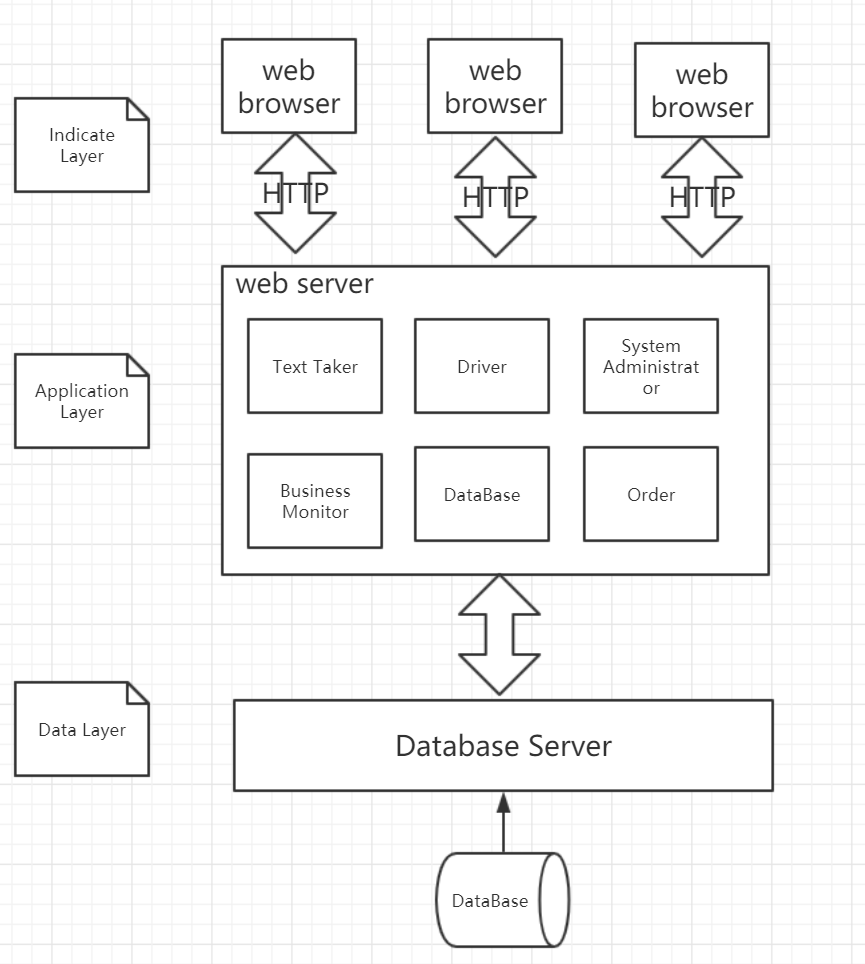 web
browser
web
browser
web
browser
Indicate
Layer
HTTP
HTTP
HTTP
web server
Text Taker
Driver
System
Administrat
or
Application
Layer
Business
Monitor
DataBase
Order
Data Layer
Database Server
DataBase